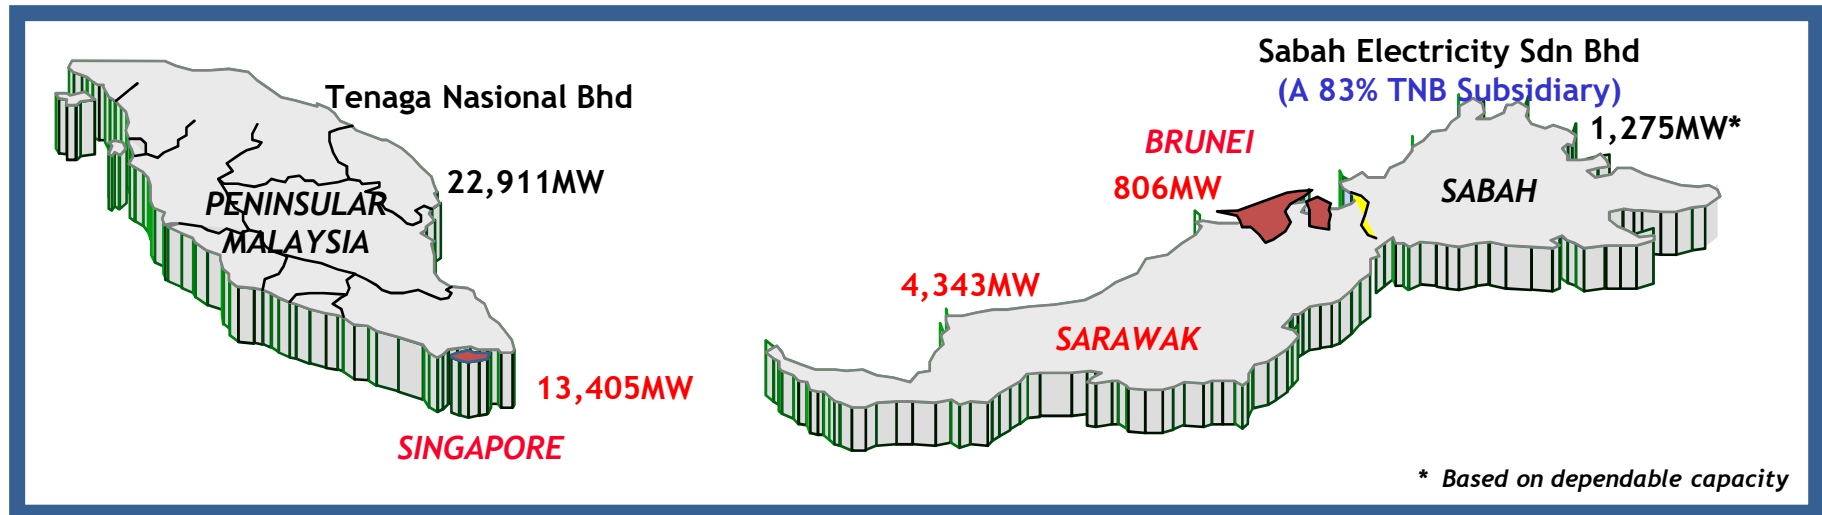 Sabah Electricity Sdn Bhd
(A 83% TNB Subsidiary)
Tenaga Nasional Bhd
1,275MW*
BRUNEI
806MW
22,911MW
PENINSULAR
MALAYSIA
SABAH
4,343MW
SARAWAK
13,405MW
SINGAPORE
* Based on dependable capacity